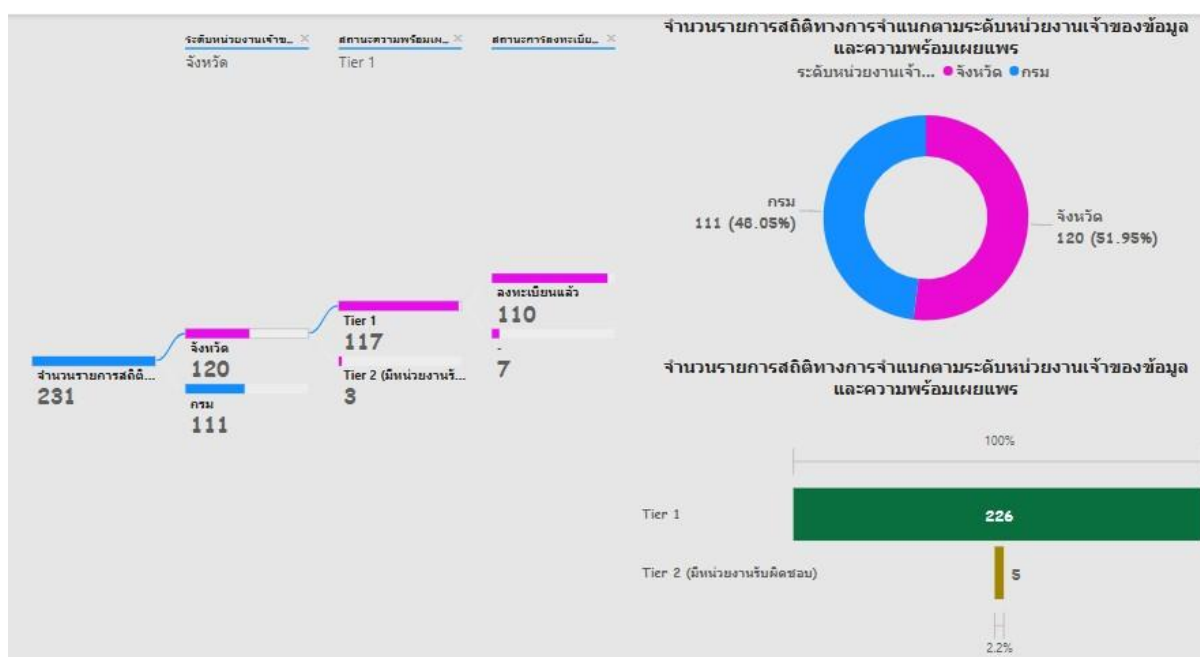 ระดับหน่วยงานเจ้าข... ×
จังหวัด
สถานะความพร้อมเผ... ×
Tier 1
สถานะการลงทะเบีย... ×
จำนวนรายการสถิติ...
231
จังหวัด
120
กรม
111
Tier 1
117
Tier 2 (มีหน่วยงานรั...
3
ลงทะเบียนแล้ว
110
-
7
จำนวนรายการสถิติทางการจำแนกตามระดับหน่วยงานเจ้าของข้อมูล
และความพร้อมเผยแพร
ระดับหน่วยงานเจ้า... จังหวัด กรม
กรม
111 (48.05%)
จังหวัด
120 (51.95%)
จำนวนรายการสถิติทางการจำแนกตามระดับหน่วยงานเจ้าของข้อมูล
และความพร้อมเผยแพร
100%
Tier 1
226
Tier 2 (มีหน่วยงานรับผิดชอบ)
5
2.2%